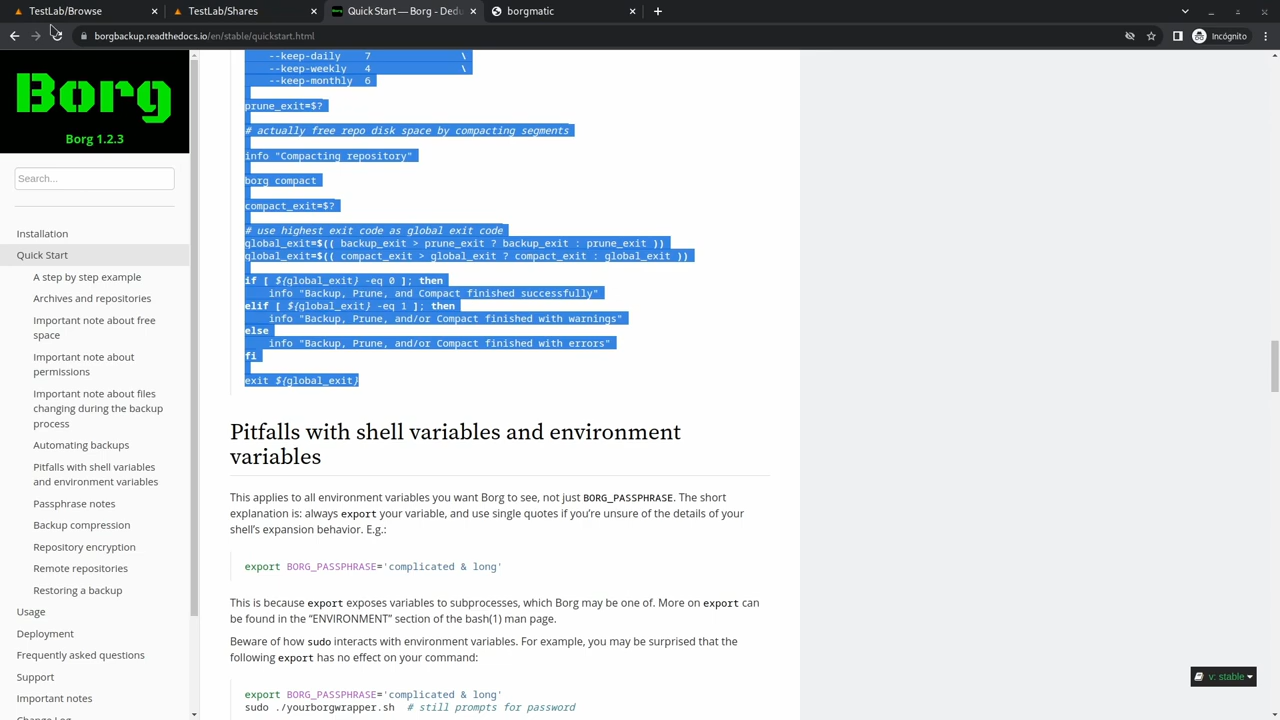 TestLab/Browse
TestLab/Shares
Quick Start — Borg - Dedu
borgmatic
borgbackup.readthedocs.io/en/stable/quickstart.html
Incógnito
Borg
Borg 1.2.3
Search...
Installation
Quick Start
A step by step example
Archives and repositories
Important note about free
space
Important note about
permissions
Important note about files
changing during the backup
process
Automating backups
Pitfalls with shell variables
and environment variables
Passphrase notes
Backup compression
Repository encryption
Remote repositories
Restoring a backup
Usage
Deployment
Frequently asked questions
Support
Important notes
Change Log
--keep-daily    7               \
--keep-weekly   4               \
--keep-monthly  6
prune_exit=$?
# actually free repo disk space by compacting segments
info "Compacting repository"
borg compact
compact_exit=$?
# use highest exit code as global exit code
global_exit=$(( backup_exit > prune_exit ? backup_exit : prune_exit ))
global_exit=$(( compact_exit > global_exit ? compact_exit : global_exit ))
if [ ${global_exit} -eq 0 ]; then
info "Backup, Prune, and Compact finished successfully"
elif [ ${global_exit} -eq 1 ]; then
info "Backup, Prune, and/or Compact finished with warnings"
else
info "Backup, Prune, and/or Compact finished with errors"
fi
exit ${global_exit}
Pitfalls with shell variables and environment
variables
This applies to all environment variables you want Borg to see, not just BORG_PASSPHRASE. The short
explanation is: always export your variable, and use single quotes if you're unsure of the details of your
shell's expansion behavior. E.g.:
export BORG_PASSPHRASE='complicated & long'
This is because export exposes variables to subprocesses, which Borg may be one of. More on export can
be found in the "ENVIRONMENT" section of the bash(1) man page.
Beware of how sudo interacts with environment variables. For example, you may be surprised that the
following export has no effect on your command:
export BORG_PASSPHRASE='complicated & long'
sudo ./yourborgwrapper.sh  # still prompts for password
v: stable